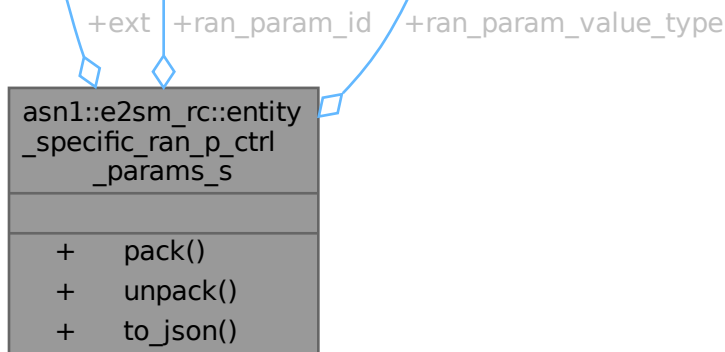 +ext +ran_param_id +ran_param_value_type
asn1::e2sm_rc::entity
_specific_ran_p_ctrl
_params_s
+ pack()
+ unpack()
+ to_json()